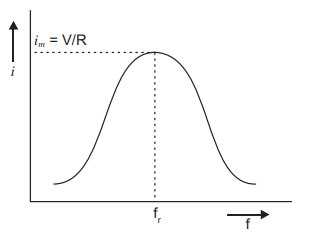 i_m = V/R
i
f_r
f